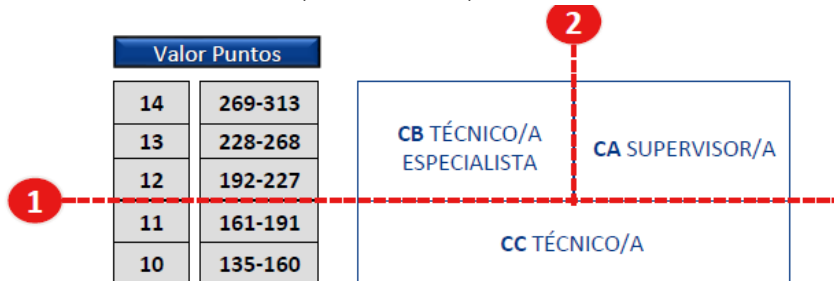 2
Valor Puntos
14 269-313
13 228-268
12 192-227
11 161-191
10 135-160
CB TÉCNICO/A
ESPECIALISTA
CA SUPERVISOR/A
1
CC TÉCNICO/A